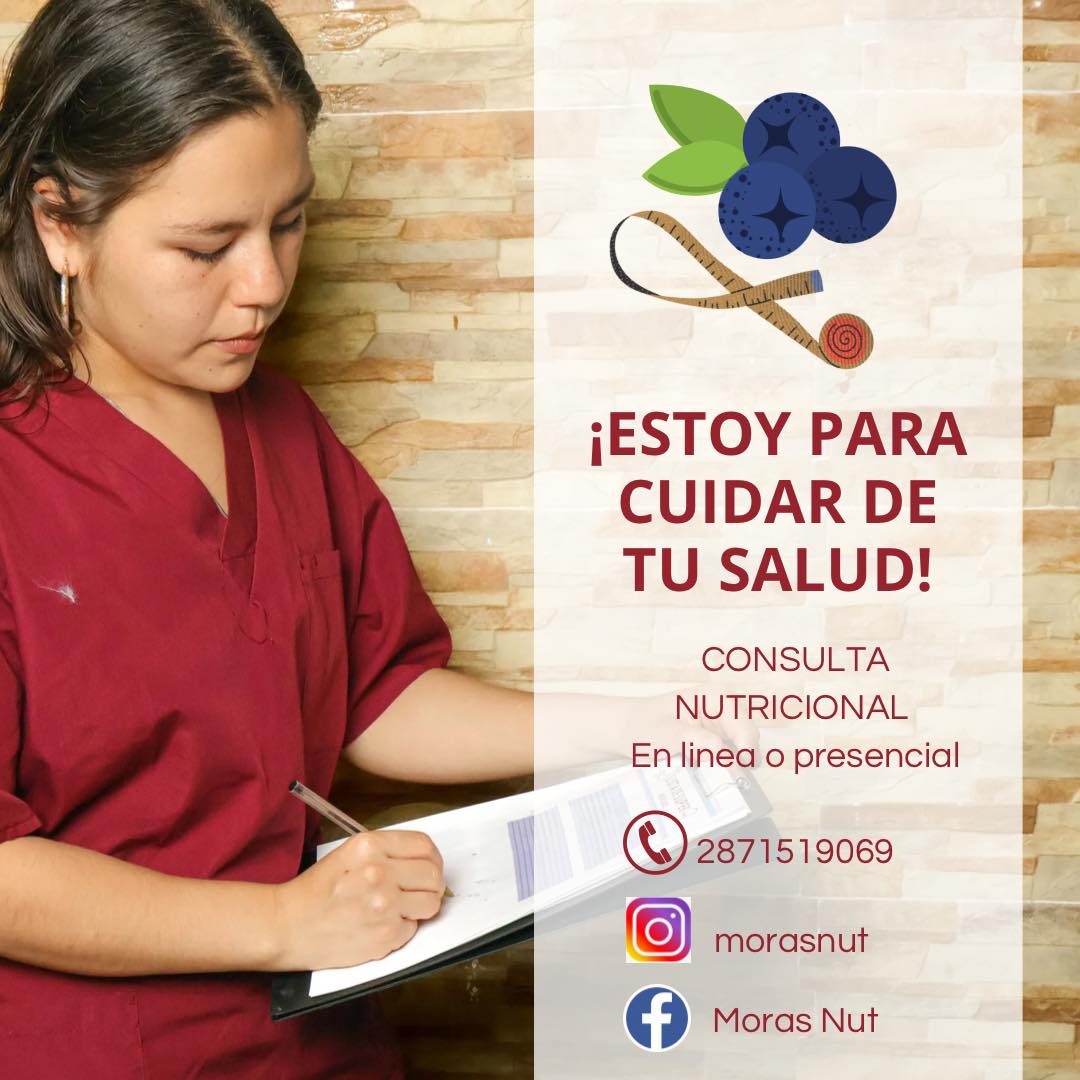 ¡ESTOY PARA
CUIDAR DE
TU SALUD!
CONSULTA
NUTRICIONAL
En linea o presencial
2871519069
morasnut
Moras Nut